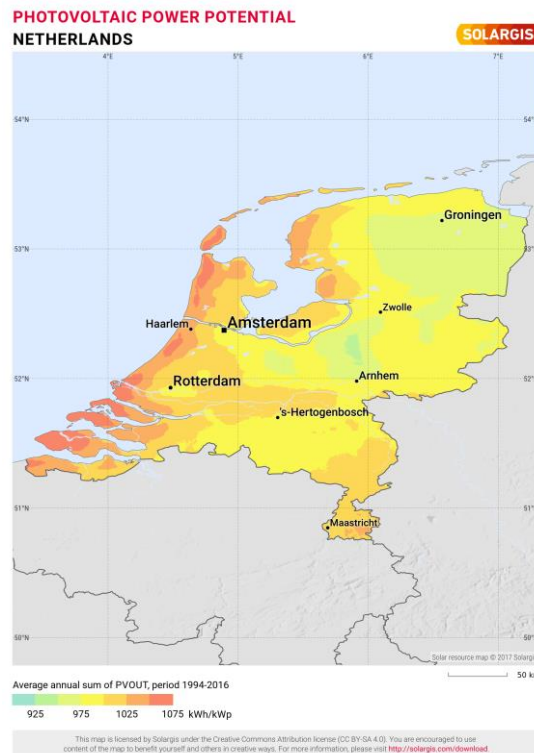 PHOTOVOLTAIC POWER POTENTIAL
NETHERLANDS
SOLARGIS
4°E 5°E 6°E 7°E
54°N 54°N
Groningen
53°N 53°N
Zwolle
Haarlem Amsterdam
52°N Arnhem 52°N
Rotterdam
's-Hertogenbosch
51°N 51°N
Maastricht
50°N 50°N
Solar resource map © 2017 Solargis
50 k
Average annual sum of PVOUT, period 1994-2016
925 975 1025 1075 kWh/kWp
This map is licensed by Solargis under the Creative Commons Attribution license (CC BY-SA 4.0). You are encouraged to use
content of the map to benefit yourself and others in creative ways. For more information, please visit http://solargis.com/download.